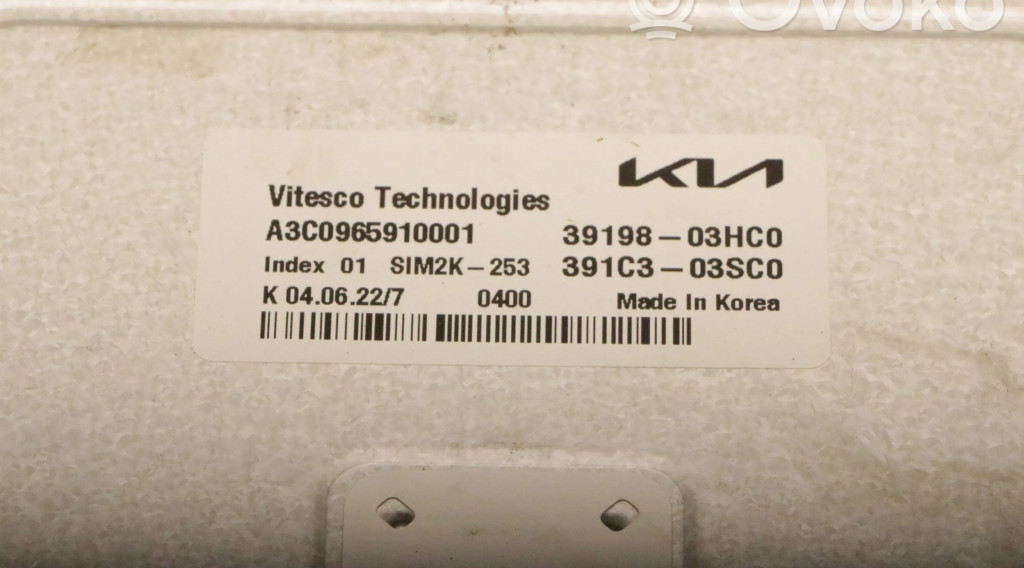 Ovoko
KIA
Vitesco Technologies
A3C0965910001 39198-03HC0
Index 01 SIM2K-253 391C3-03SC0
K 04.06.22/7 0400 Made In Korea